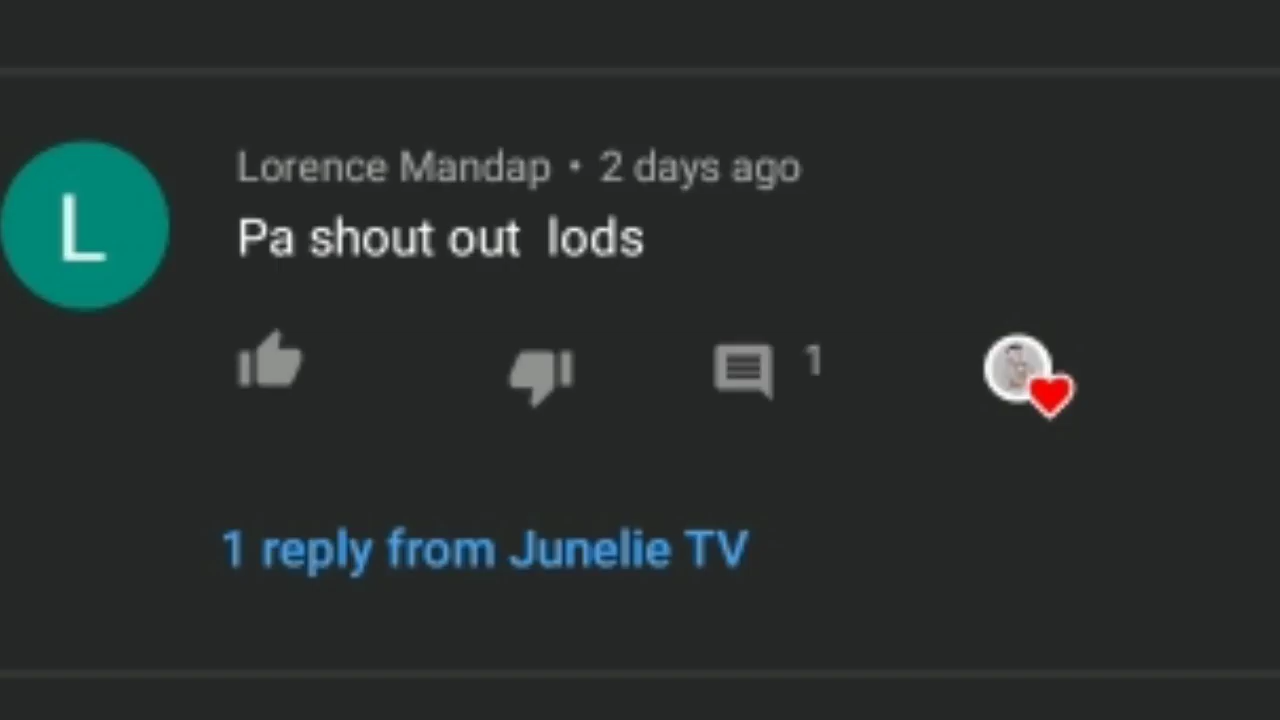 L
Lorence Mandap • 2 days ago
Pa shout out  lods
1
1 reply from Junelie TV